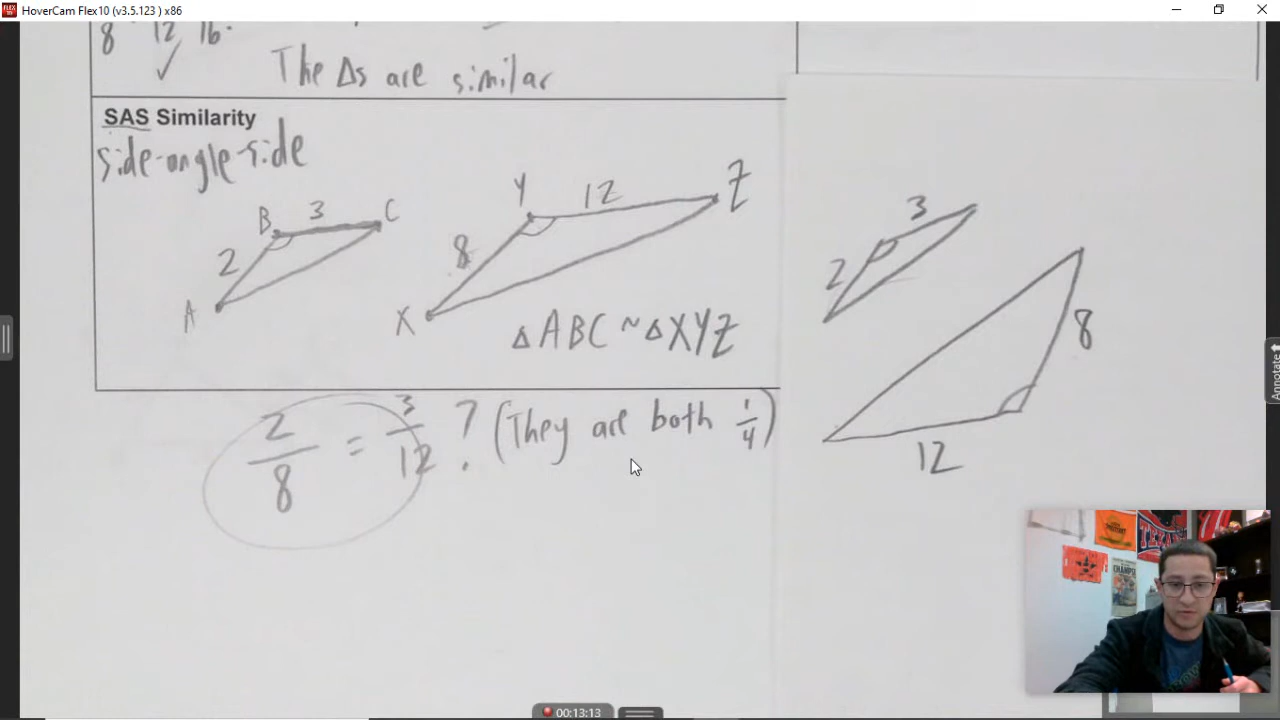 HoverCam Flex10 (v3.5.123 ) x86
8 12 16
✓
The Δs are similar
SAS Similarity
side-angle-side
B 3 C
2
A
Y 12 Z
8
X
ΔABC ~ ΔXYZ
3
2
8
12
2/8 = 3/12 ? (They are both 1/4)
Annotate
TEXANS
CHAMPS
00:13:13